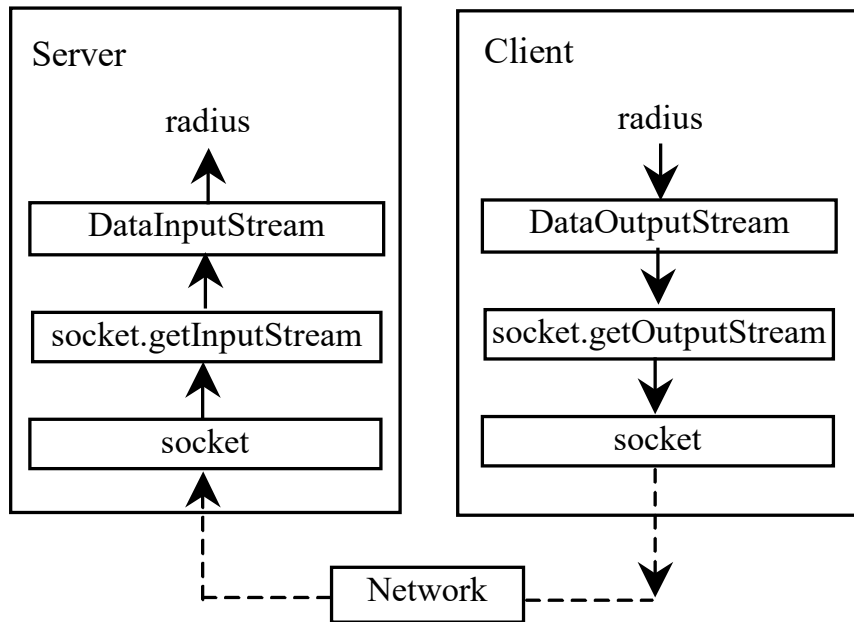 Server
radius
DataInputStream
socket.getInputStream
socket
Client
radius
DataOutputStream
socket.getOutputStream
socket
Network